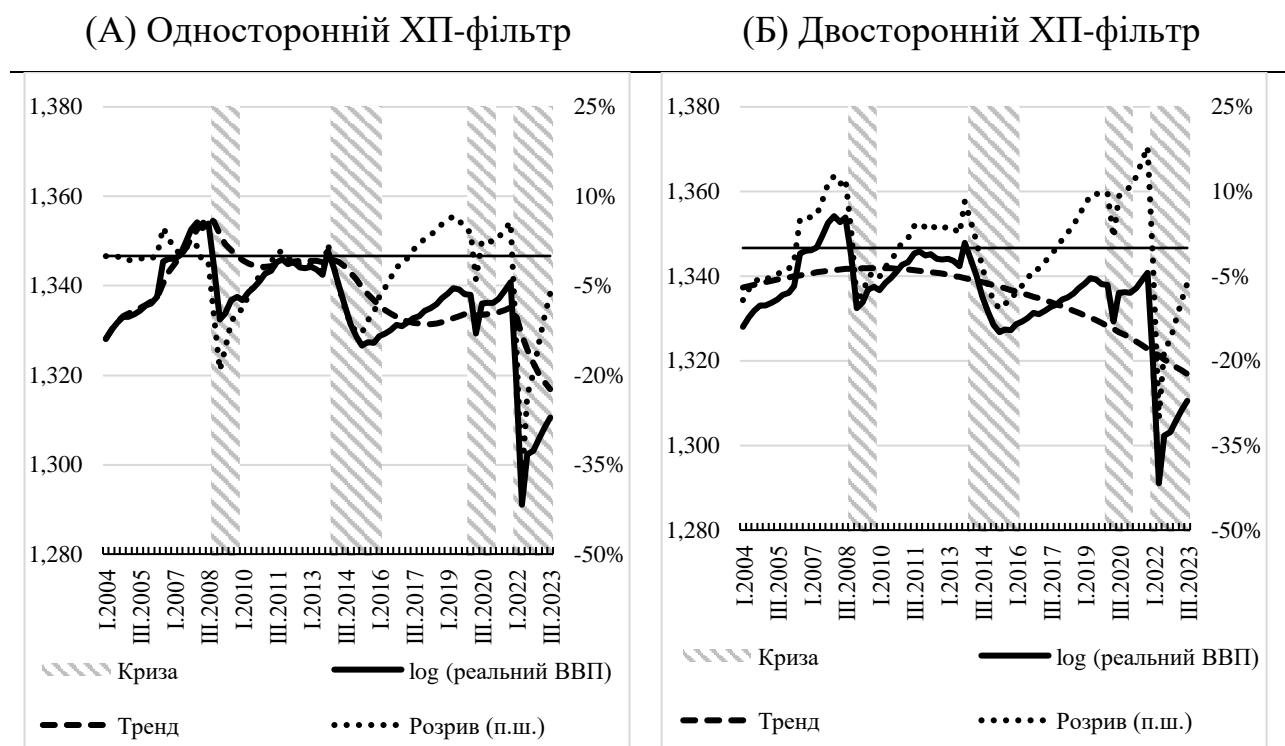 (А) Односторонній ХП-фільтр
1,380
1,360
1,340
1,320
1,300
1,280
25%
10%
-5%
-20%
-35%
-50%
I.2004
III.2005
I.2007
III.2008
I.2010
III.2011
I.2013
III.2014
I.2016
III.2017
I.2019
III.2020
I.2022
III.2023
Криза
log (реальний ВВП)
Тренд
Розрив (п.ш.)
(Б) Двосторонній ХП-фільтр
1,380
1,360
1,340
1,320
1,300
1,280
25%
10%
-5%
-20%
-35%
-50%
I.2004
III.2005
I.2007
III.2008
I.2010
III.2011
I.2013
III.2014
I.2016
III.2017
I.2019
III.2020
I.2022
III.2023
Криза
log (реальний ВВП)
Тренд
Розрив (п.ш.)